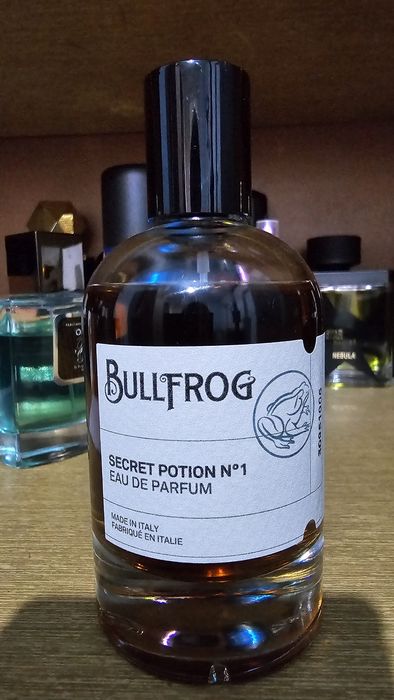 BULLFROG
SECRET POTION N°1
EAU DE PARFUM
MADE IN ITALY
FABRIQUÉ EN ITALIE
NEBULA